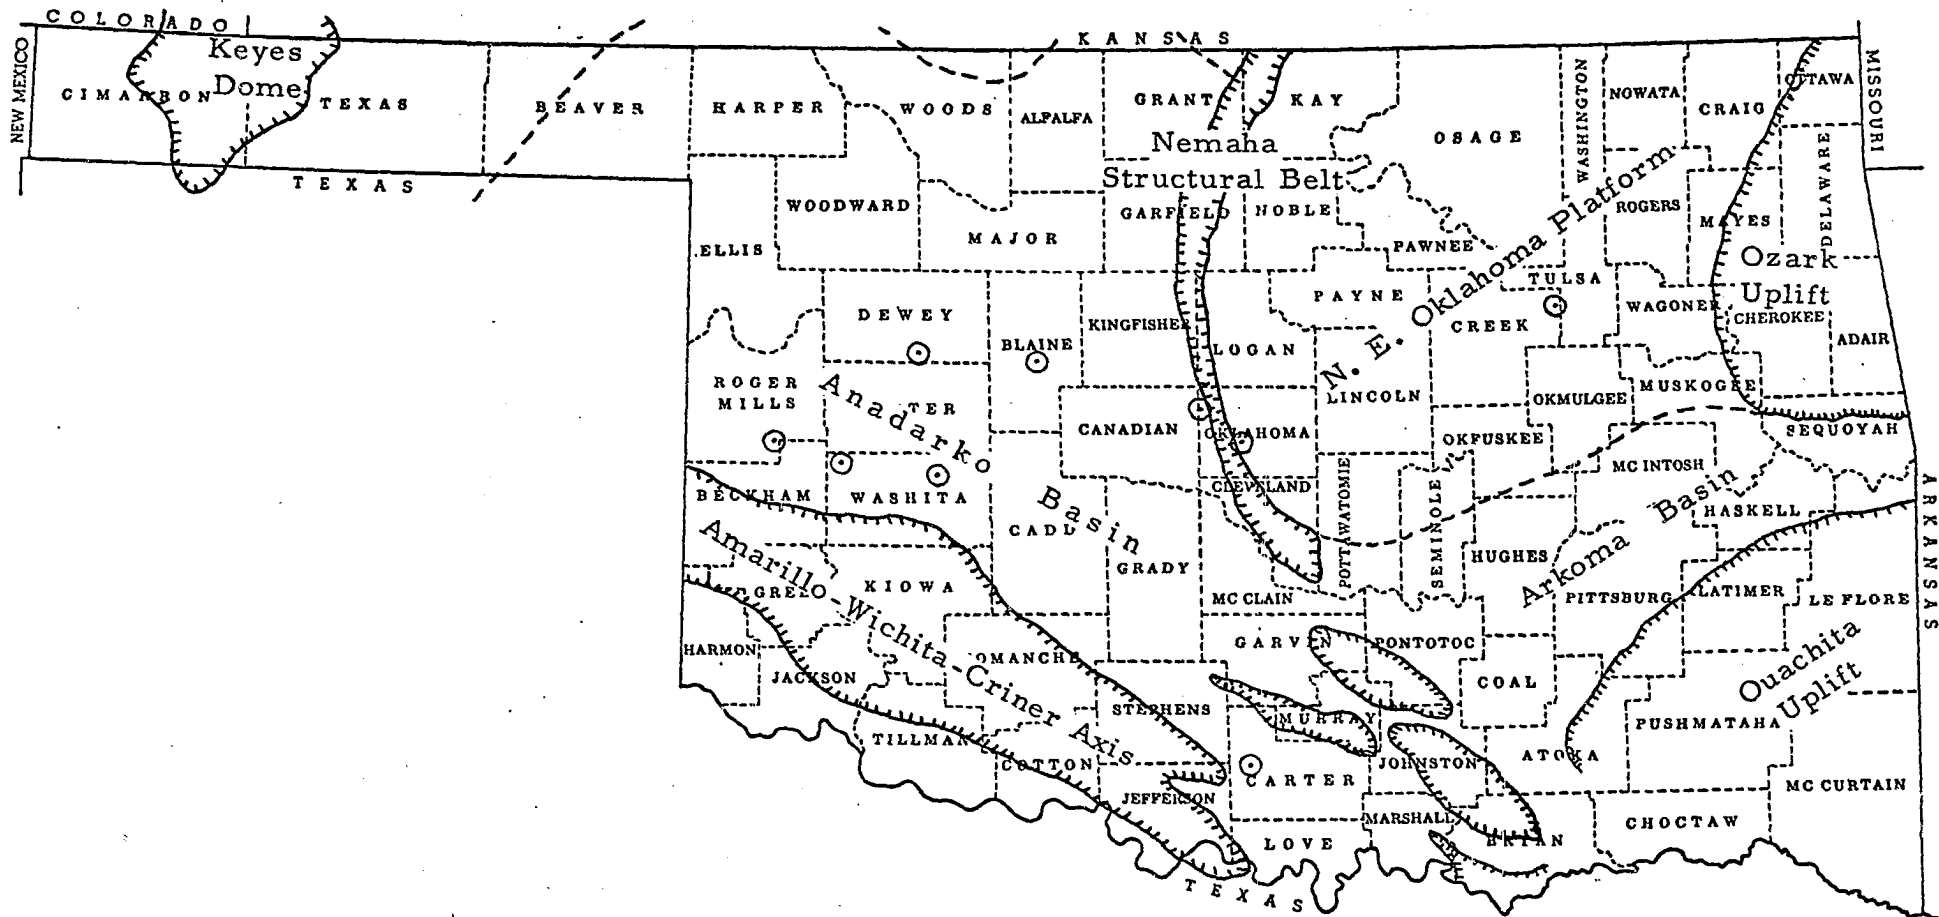 COLORADO
KANSAS
NEW MEXICO
MISSOURI
Keyes
Dome
CIMARRON
TEXAS
BEAVER
HARPER
WOODS
ALFALFA
GRANT
KAY
OSAGE
WASHINGTON
NOWATA
CRAIG
OTTAWA
Nemaha
Structural Belt
DELAWARE
TEXAS
WOODWARD
GARFIELD
NOBLE
ROGERS
MAYES
ELLIS
MAJOR
PAWNEE
N. E. Oklahoma Platform
Ozark
Uplift
TULSA
PAYNE
DEWEY
KINGFISHER
BLAINE
CREEK
WAGONER
CHEROKEE
ADAIR
LOGAN
ROGER
MILLS
Anadarko
Basin
TER
LINCOLN
OKMULGEE
MUSKOGEE
CANADIAN
OKLAHOMA
OKFUSKEE
SEQUOYAH
MC INTOSH
BECKHAM
WASHITA
CLEVELAND
POTTAWATOMIE
SEMINOLE
HASKELL
ARKANSAS
CADD
GRADY
HUGHES
Arkoma Basin
Amarillo-Wichita-Criner Axis
GREE
KIOWA
MC CLAIN
PITTSBURG
LATIMER
LE FLORE
HARMON
JACKSON
OMANCHE
GARVIN
PONTOTOC
COAL
Ouachita
Uplift
STEPHENS
MURRAY
PUSHMATAHA
TILLMAN
COTTON
CARTER
JOHNSTON
ATOKA
MC CURTAIN
JEFFERSON
MARSHALL
CHOCTAW
LOVE
BRYAN
TEXAS